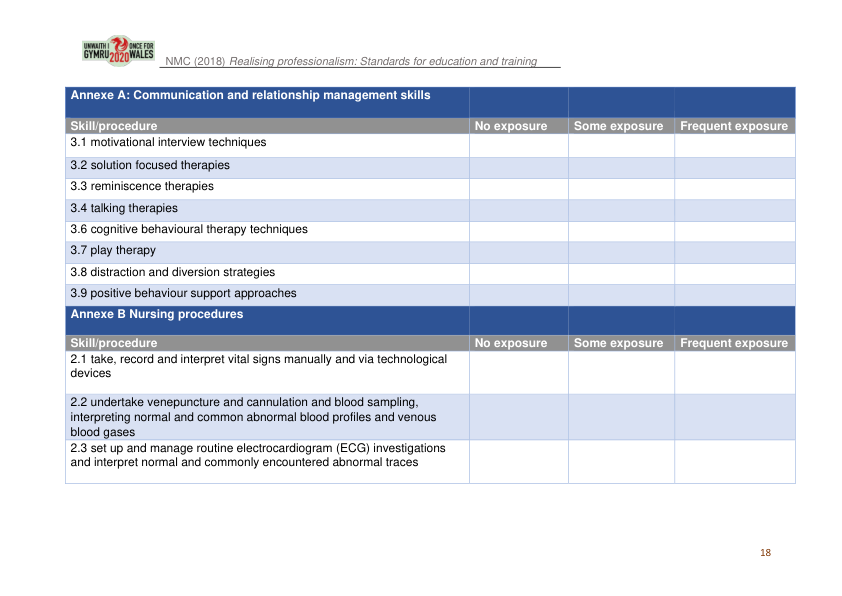 UNWAITH I ONCE FOR
GYMRU 2020 WALES
NMC (2018) Realising professionalism: Standards for education and training
Annexe A: Communication and relationship management skills
Skill/procedure No exposure Some exposure Frequent exposure
3.1 motivational interview techniques
3.2 solution focused therapies
3.3 reminiscence therapies
3.4 talking therapies
3.6 cognitive behavioural therapy techniques
3.7 play therapy
3.8 distraction and diversion strategies
3.9 positive behaviour support approaches
Annexe B Nursing procedures
Skill/procedure No exposure Some exposure Frequent exposure
2.1 take, record and interpret vital signs manually and via technological
devices
2.2 undertake venepuncture and cannulation and blood sampling,
interpreting normal and common abnormal blood profiles and venous
blood gases
2.3 set up and manage routine electrocardiogram (ECG) investigations
and interpret normal and commonly encountered abnormal traces
18